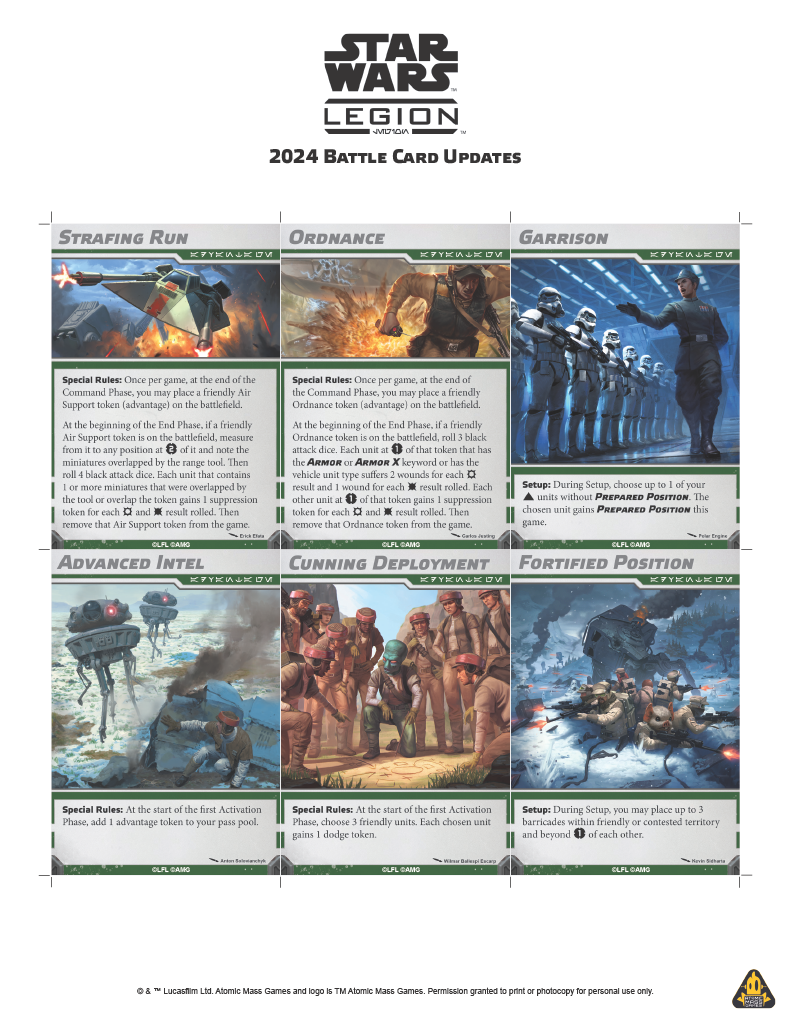 STAR
WARS
LEGION
2024 BATTLE CARD UPDATES
STRAFING RUN
Special Rules: Once per game, at the end of the
Command Phase, you may place a friendly Air
Support token (advantage) on the battlefield.
At the beginning of the End Phase, if a friendly
Air Support token is on the battlefield, measure
from it to any position at 2 of it and note the
miniatures overlapped by the range tool. Then
roll 4 black attack dice. Each unit that contains
1 or more miniatures that were overlapped by
the tool or overlap the token gains 1 suppression
token for each and result rolled. Then
remove that Air Support token from the game.
Erick Efata
©LFL ©AMG
ORDNANCE
Special Rules: Once per game, at the end of
the Command Phase, you may place a friendly
Ordnance token (advantage) on the battlefield.
At the beginning of the End Phase, if a friendly
Ordnance token is on the battlefield, roll 3 black
attack dice. Each unit at 1 of that token that has
the ARMOR or ARMOR X keyword or has the
vehicle unit type suffers 2 wounds for each
result and 1 wound for each result rolled. Each
other unit at 1 of that token gains 1 suppression
token for each and result rolled. Then
remove that Ordnance token from the game.
©LFL ©AMG
GARRISON
Setup: During Setup, choose up to 1 of your
units without PREPARED POSITION. The
chosen unit gains PREPARED POSITION this
game.
Polar Engine
©LFL ©AMG
ADVANCED INTEL
Special Rules: At the start of the first Activation
Phase, add 1 advantage token to your pass pool.
Anton Solovianchyk
©LFL ©AMG
CUNNING DEPLOYMENT
Special Rules: At the start of the first Activation
Phase, choose 3 friendly units. Each chosen unit
gains 1 dodge token.
Wilmar Ballespi Escarp
©LFL ©AMG
FORTIFIED POSITION
Setup: During Setup, you may place up to 3
barricades within friendly or contested territory
and beyond 1 of each other.
Kevin Sidharta
©LFL ©AMG
© & ™ Lucasfilm Ltd. Atomic Mass Games and logo is TM Atomic Mass Games. Permission granted to print or photocopy for personal use only.
ATOMIC
MASS
GAMES